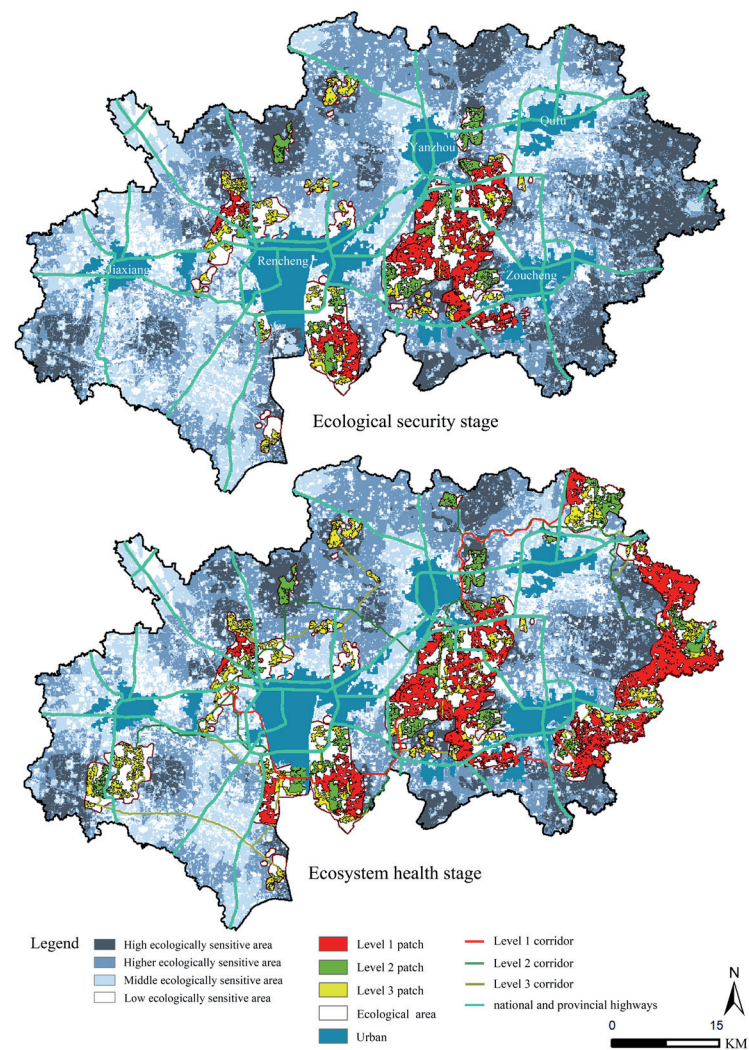 Qufu
Yanzhou
Rencheng
Jiaxiang
Zoucheng
Ecological security stage
Ecosystem health stage
Legend
High ecologically sensitive area
Higher ecologically sensitive area
Middle ecologically sensitive area
Low ecologically sensitive area
Level 1 patch
Level 2 patch
Level 3 patch
Ecological area
Urban
Level 1 corridor
Level 2 corridor
Level 3 corridor
national and provincial highways
N
0 15
KM